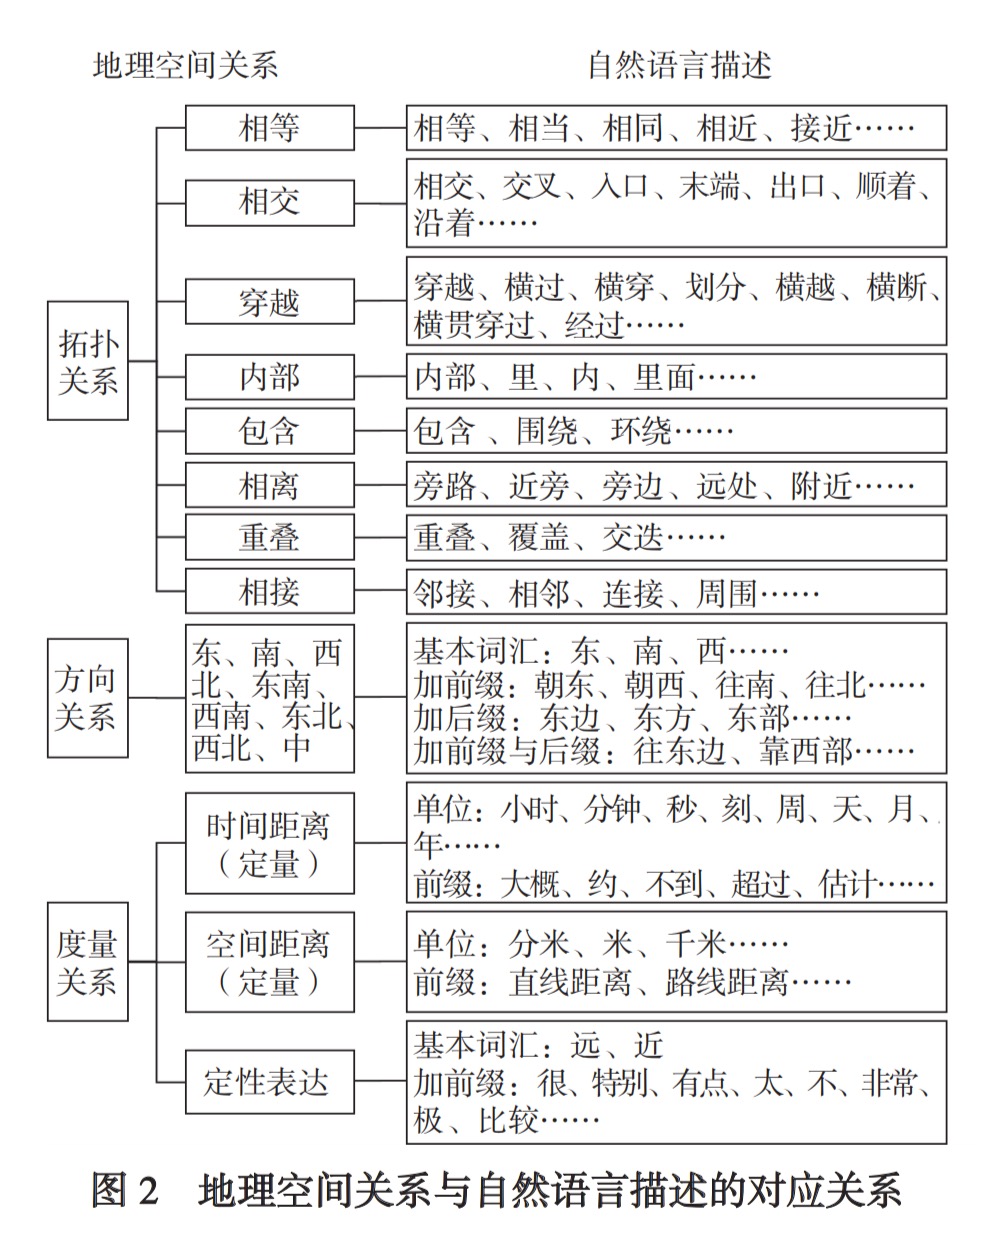 地理空间关系 自然语言描述
拓扑
关系
相等
相等、相当、相同、相近、接近……
相交
相交、交叉、入口、末端、出口、顺着、
沿着……
穿越
穿越、横过、横穿、划分、横越、横断、
横贯穿过、经过……
内部
内部、里、内、里面……
包含
包含 、围绕、环绕……
相离
旁路、近旁、旁边、远处、附近……
重叠
重叠、覆盖、交迭……
相接
邻接、相邻、连接、周围……
方向
关系
东、南、西
北、东南、
西南、东北、
西北、中
基本词汇：东、南、西……
加前缀：朝东、朝西、往南、往北……
加后缀：东边、东方、东部……
加前缀与后缀：往东边、靠西部……
度量
关系
时间距离
（定量）
单位：小时、分钟、秒、刻、周、天、月、
年……
前缀：大概、约、不到、超过、估计……
空间距离
（定量）
单位：分米、米、千米……
前缀：直线距离、路线距离……
定性表达
基本词汇：远、近
加前缀：很、特别、有点、太、不、非常、
极、比较……
图 2 地理空间关系与自然语言描述的对应关系